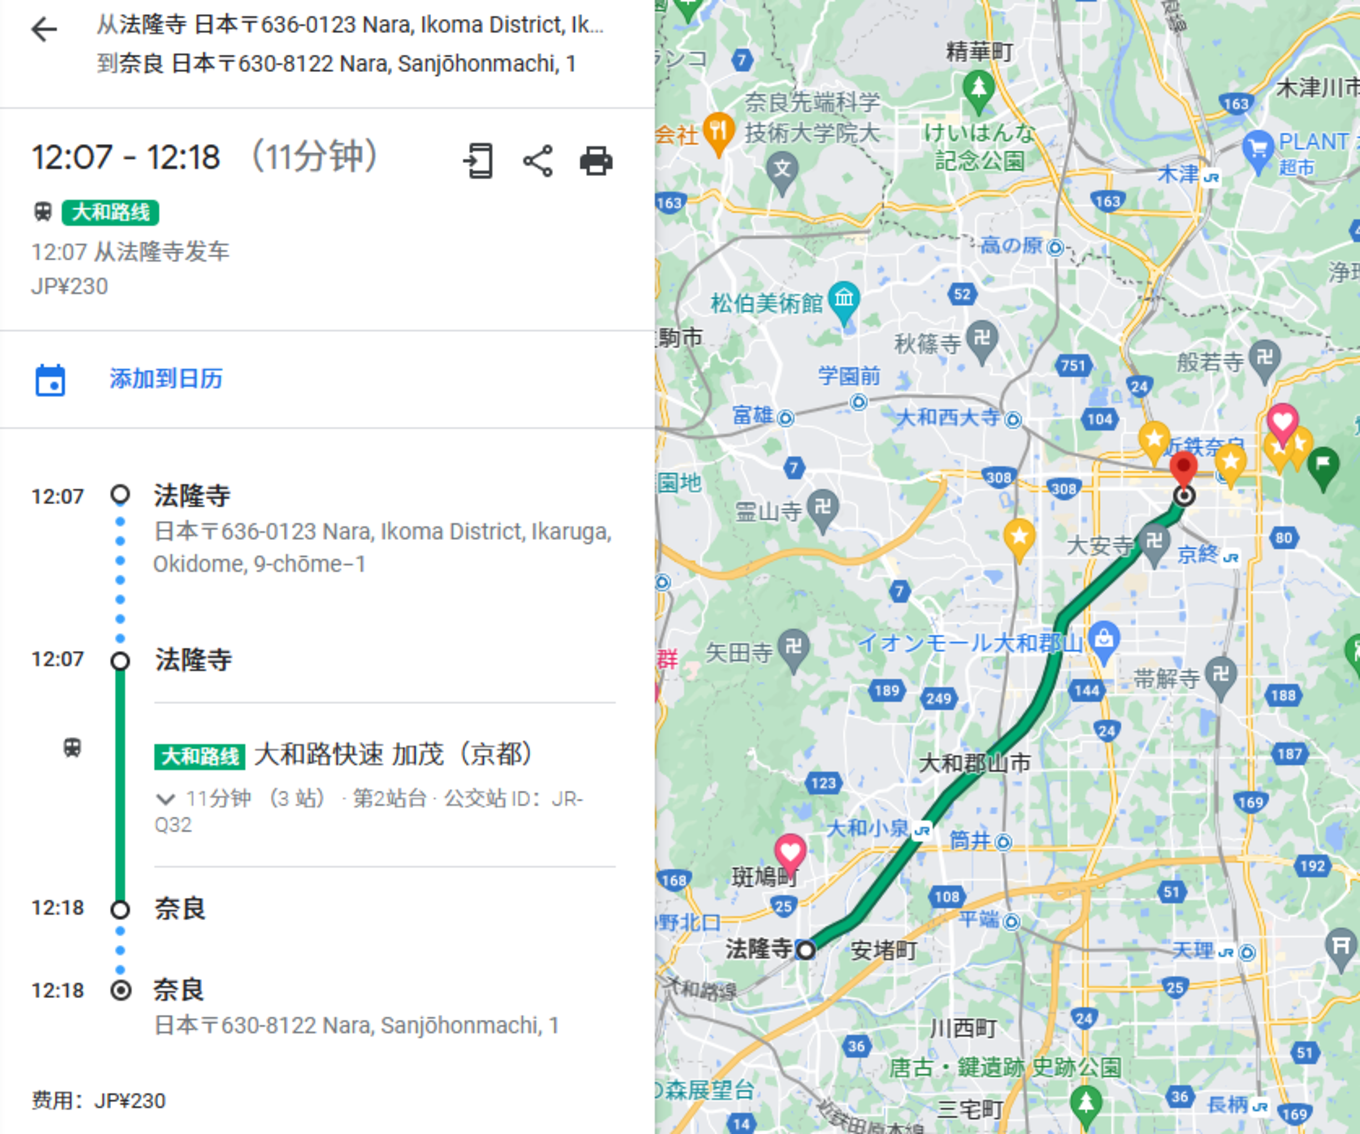 从法隆寺 日本〒636-0123 Nara, Ikoma District, Ik...
到奈良 日本〒630-8122 Nara, Sanjōhonmachi, 1
12:07 - 12:18 （11分钟）
大和路线
12:07 从法隆寺发车
JP¥230
添加到日历
12:07 法隆寺
日本〒636-0123 Nara, Ikoma District, Ikaruga,
Okidome, 9-chōme−1
12:07 法隆寺
大和路线 大和路快速 加茂（京都）
11分钟 （3 站） · 第2站台 · 公交站 ID：JR-
Q32
12:18 奈良
12:18 奈良
日本〒630-8122 Nara, Sanjōhonmachi, 1
费用：JP¥230
ンコ
7
精華町
良線
163
木津川市
奈良先端科学
技術大学院大
会社
文
けいはんな
記念公園
PLANT
超市
木津 JR
163
163
高の原
浄瑠
松伯美術館
52
駒市
秋篠寺
751
般若寺
学園前
24
富雄
大和西大寺
104
近鉄奈良
7
園地
308
308
霊山寺
大安寺
京終 JR
80
7
イオンモール大和郡山
群
矢田寺
帯解寺
189
249
144
188
24
大和郡山市
187
123
169
大和小泉 JR
筒井
斑鳩町
168
192
25
108
51
野北口
平端
法隆寺
安堵町
天理 JR
大和路線
25
24
川西町
36
51
唐古・鍵遺跡 史跡公園
の森展望台
三宅町
36
長柄 JR
169
14
近鉄田原本線